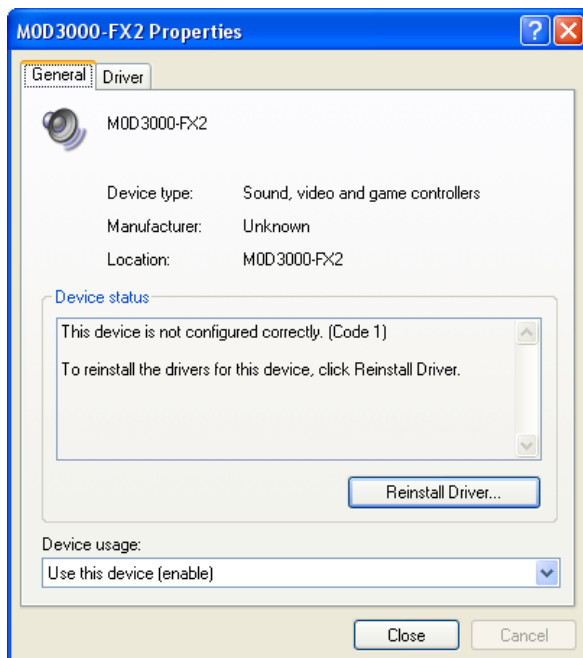 M0D3000-FX2 Properties
General Driver
M0D3000-FX2
Device type: Sound, video and game controllers
Manufacturer: Unknown
Location: M0D3000-FX2
Device status
This device is not configured correctly. (Code 1)
To reinstall the drivers for this device, click Reinstall Driver.
Reinstall Driver...
Device usage:
Use this device (enable)
Close Cancel